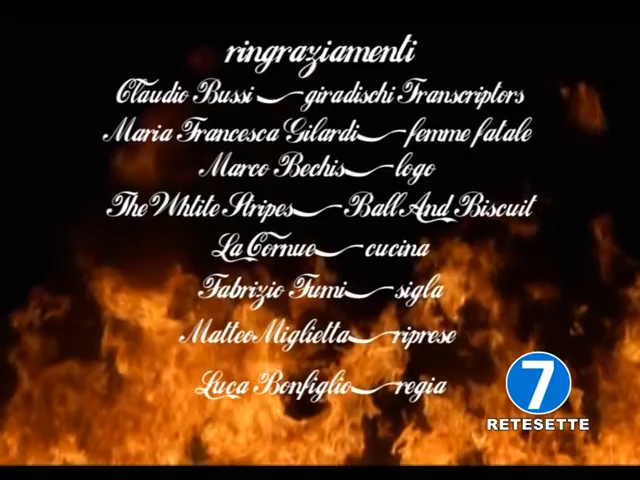 ringraziamenti
Claudio Bussi giradischi Transcriptors
Maria Francesca Gilardi femme fatale
Marco Bechis logo
The Whtite Stripes Ball And Biscuit
La Cornue cucina
Fabrizio Fumi sigla
Matteo Miglietta riprese
Luca Bonfiglio regia
7
RETESETTE